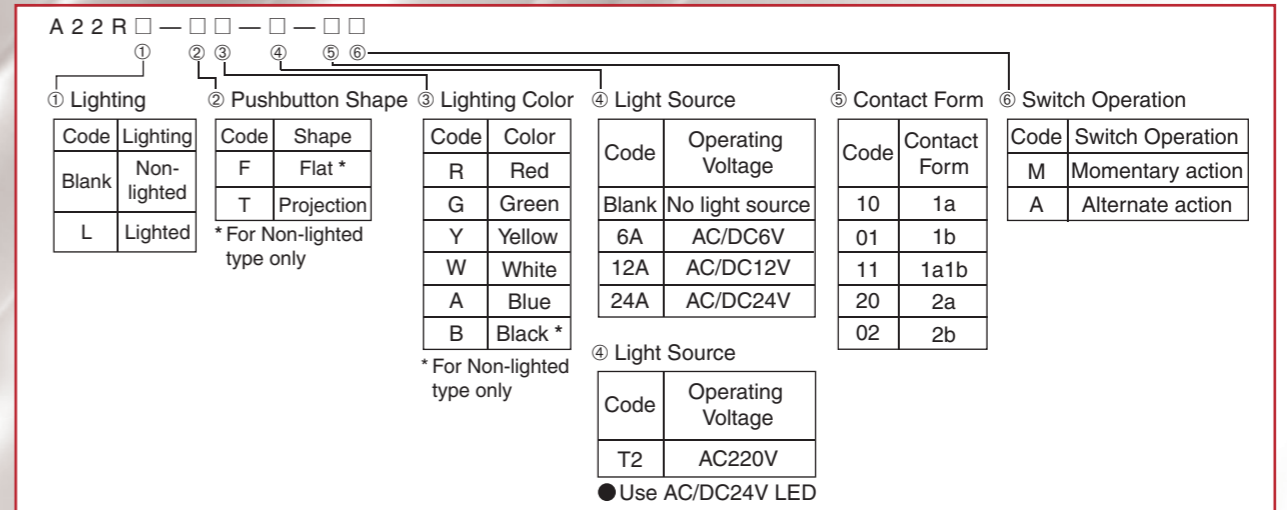 A22R□—□□—□—□□
① ② ③ ④ ⑤ ⑥
① Lighting
Code Lighting
Blank Non-lighted
L Lighted
② Pushbutton Shape
Code Shape
F Flat *
T Projection
* For Non-lighted
type only
③ Lighting Color
Code Color
R Red
G Green
Y Yellow
W White
A Blue
B Black *
* For Non-lighted
type only
④ Light Source
Code Operating Voltage
Blank No light source
6A AC/DC6V
12A AC/DC12V
24A AC/DC24V
④ Light Source
Code Operating Voltage
T2 AC220V
●Use AC/DC24V LED
⑤ Contact Form
Code Contact Form
10 1a
01 1b
11 1a1b
20 2a
02 2b
⑥ Switch Operation
Code Switch Operation
M Momentary action
A Alternate action